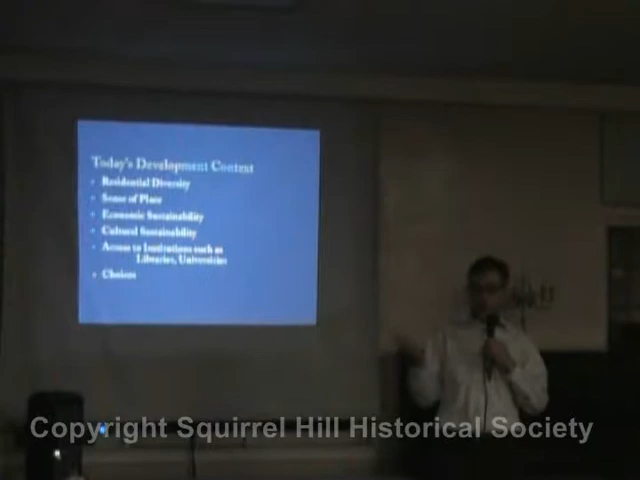 Today's Development Context
• Residential Diversity
• Sense of Place
• Economic Sustainability
• Cultural Sustainability
• Access to Institutions such as
Libraries, Universities
• Choices
Copyright Squirrel Hill Historical Society